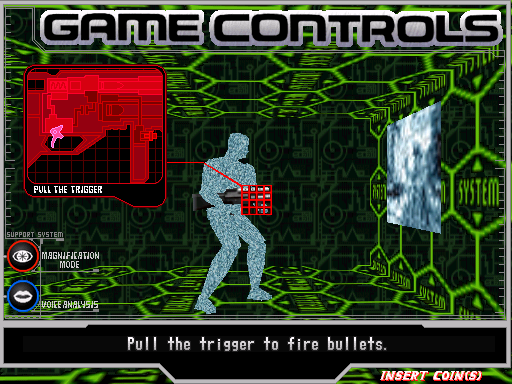 GAME CONTROLS
PULL THE TRIGGER
SYSTEM
SUPPORT SYSTEM
MAGNIFICATION
MODE
VOICE ANALYSIS
Pull the trigger to fire bullets.
INSERT COIN(S)